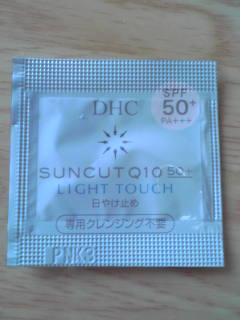 SPF
50+
PA+++
DHC
SUNCUT Q10 50+
LIGHT TOUCH
日やけ止め
専用クレンジング不要
PNK3